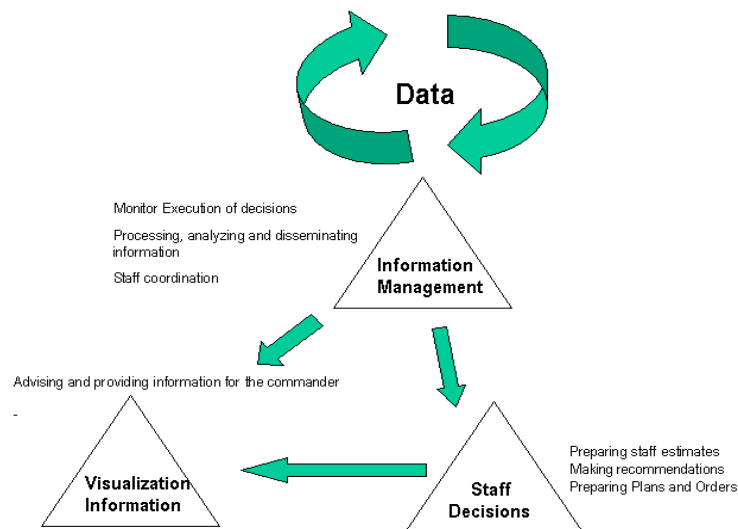 Data
Monitor Execution of decisions
Processing, analyzing and disseminating
information
Staff coordination
Information
Management
Advising and providing information for the commander
-
Visualization
Information
Staff
Decisions
Preparing staff estimates
Making recommendations
Preparing Plans and Orders